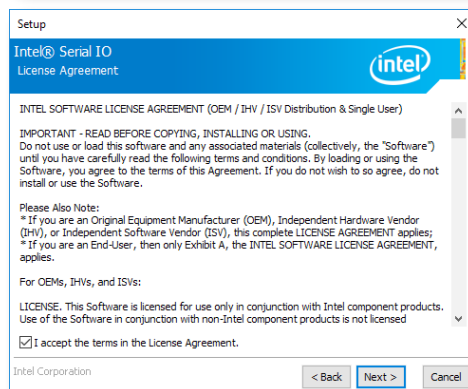 Setup
Intel® Serial IO
License Agreement
intel
INTEL SOFTWARE LICENSE AGREEMENT (OEM / IHV / ISV Distribution & Single User)
IMPORTANT - READ BEFORE COPYING, INSTALLING OR USING.
Do not use or load this software and any associated materials (collectively, the "Software")
until you have carefully read the following terms and conditions. By loading or using the
Software, you agree to the terms of this Agreement. If you do not wish to so agree, do not
install or use the Software.
Please Also Note:
* If you are an Original Equipment Manufacturer (OEM), Independent Hardware Vendor
(IHV), or Independent Software Vendor (ISV), this complete LICENSE AGREEMENT applies;
* If you are an End-User, then only Exhibit A, the INTEL SOFTWARE LICENSE AGREEMENT,
applies.
For OEMs, IHVs, and ISVs:
LICENSE. This Software is licensed for use only in conjunction with Intel component products.
Use of the Software in conjunction with non-Intel component products is not licensed
I accept the terms in the License Agreement.
Intel Corporation
< Back Next > Cancel